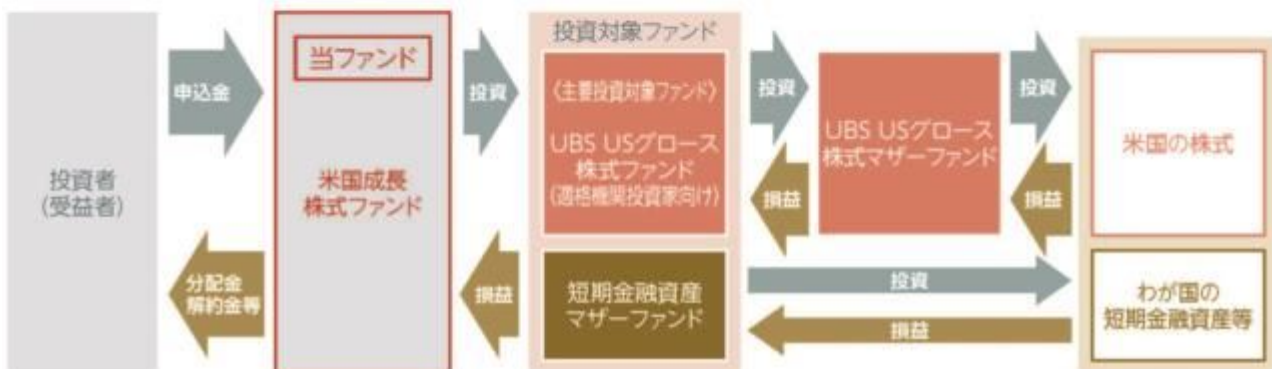 投資対象ファンド
当ファンド
申込金
投資
〈主要投資対象ファンド〉
投資
投資
UBS USグロース
株式ファンド
(適格機関投資家向け)
UBS USグロース
株式マザーファンド
米国の株式
投資者
(受益者)
米国成長
株式ファンド
損益
損益
分配金
解約金等
損益
短期金融資産
マザーファンド
投資
損益
わが国の
短期金融資産等